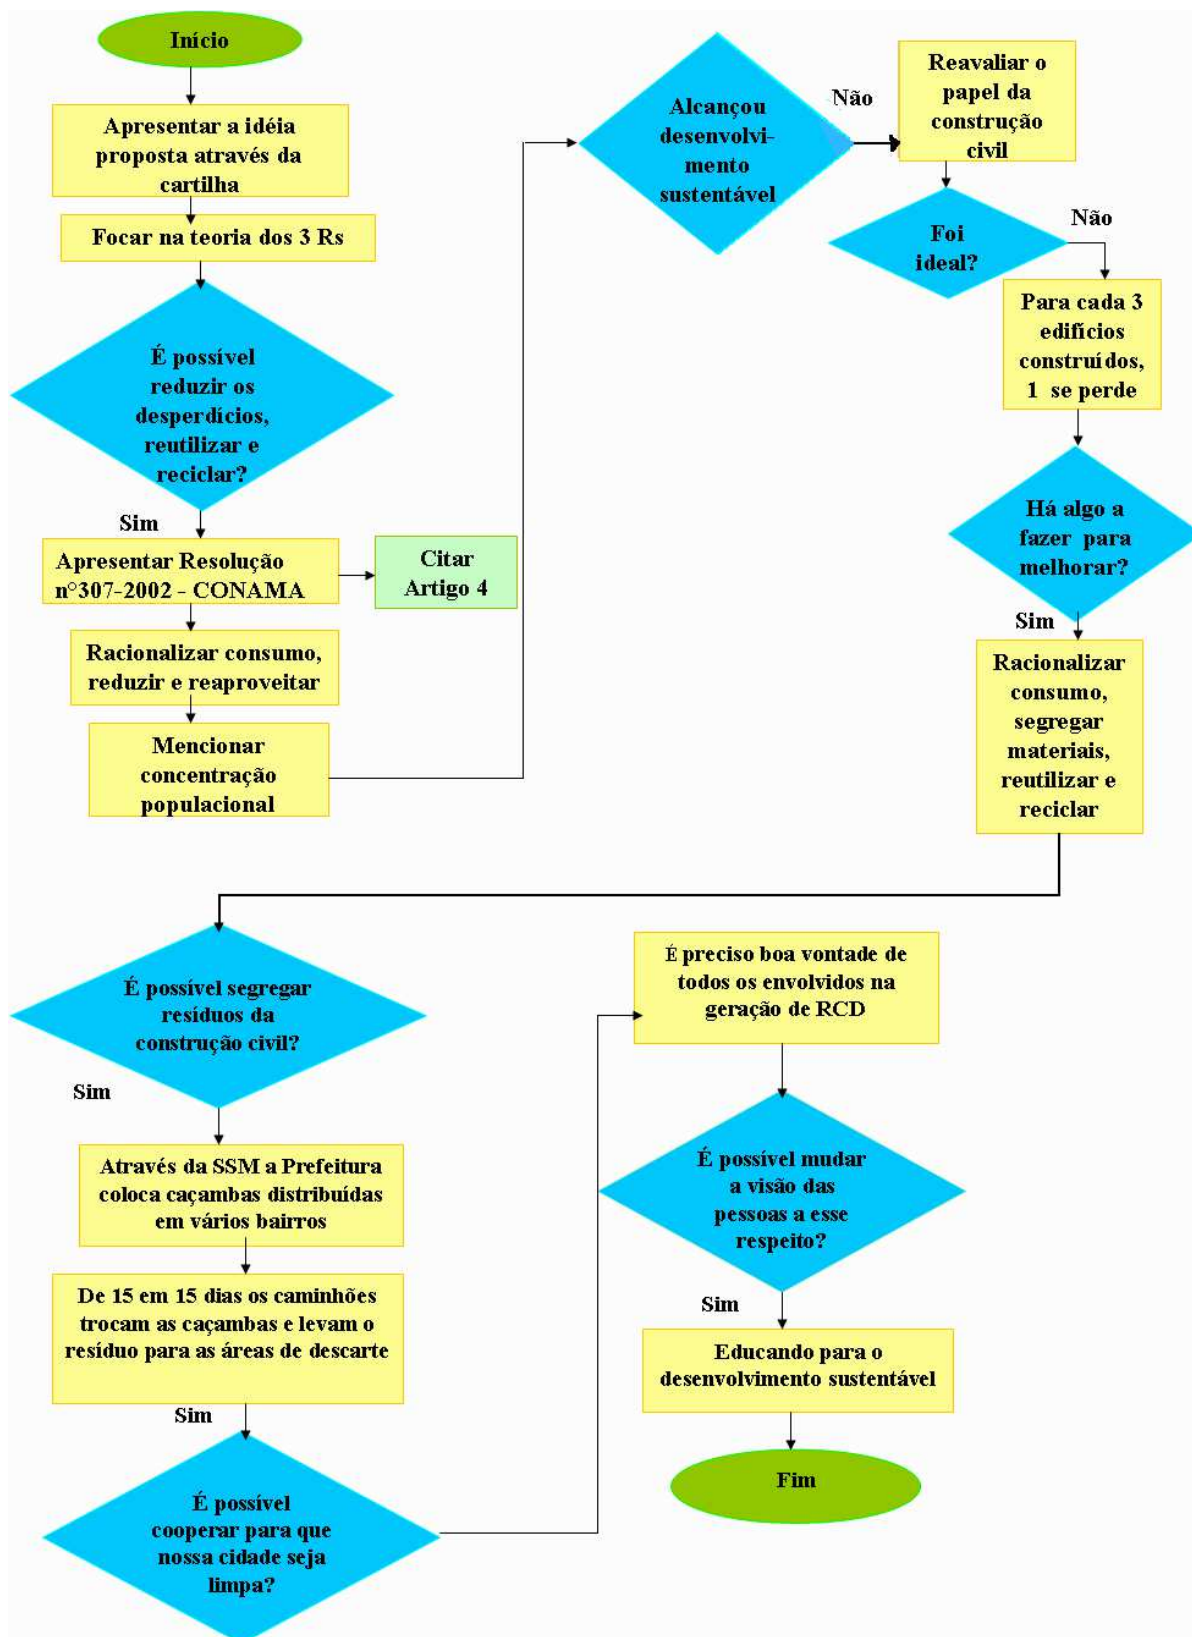 Início
Apresentar a idéia
proposta através da
cartilha
Focar na teoria dos 3 Rs
É possível
reduzir os
desperdícios,
reutilizar e
reciclar?
Sim
Apresentar Resolução
n°307-2002 - CONAMA
Citar
Artigo 4
Racionalizar consumo,
reduzir e reaproveitar
Mencionar
concentração
populacional
Alcançou
desenvolvi-
mento
sustentável
Não
Reavaliar o
papel da
construção
civil
Foi
ideal?
Não
Para cada 3
edifícios
construídos,
1 se perde
Há algo a
fazer para
melhorar?
Sim
Racionalizar
consumo,
segregar
materiais,
reutilizar e
reciclar
É possível segregar
resíduos da
construção civil?
Sim
Através da SSM a Prefeitura
coloca caçambas distribuídas
em vários bairros
De 15 em 15 dias os caminhões
trocam as caçambas e levam o
resíduo para as áreas de descarte
Sim
É possível
cooperar para que
nossa cidade seja
limpa?
É preciso boa vontade de
todos os envolvidos na
geração de RCD
É possível mudar
a visão das
pessoas a esse
respeito?
Sim
Educando para o
desenvolvimento sustentável
Fim